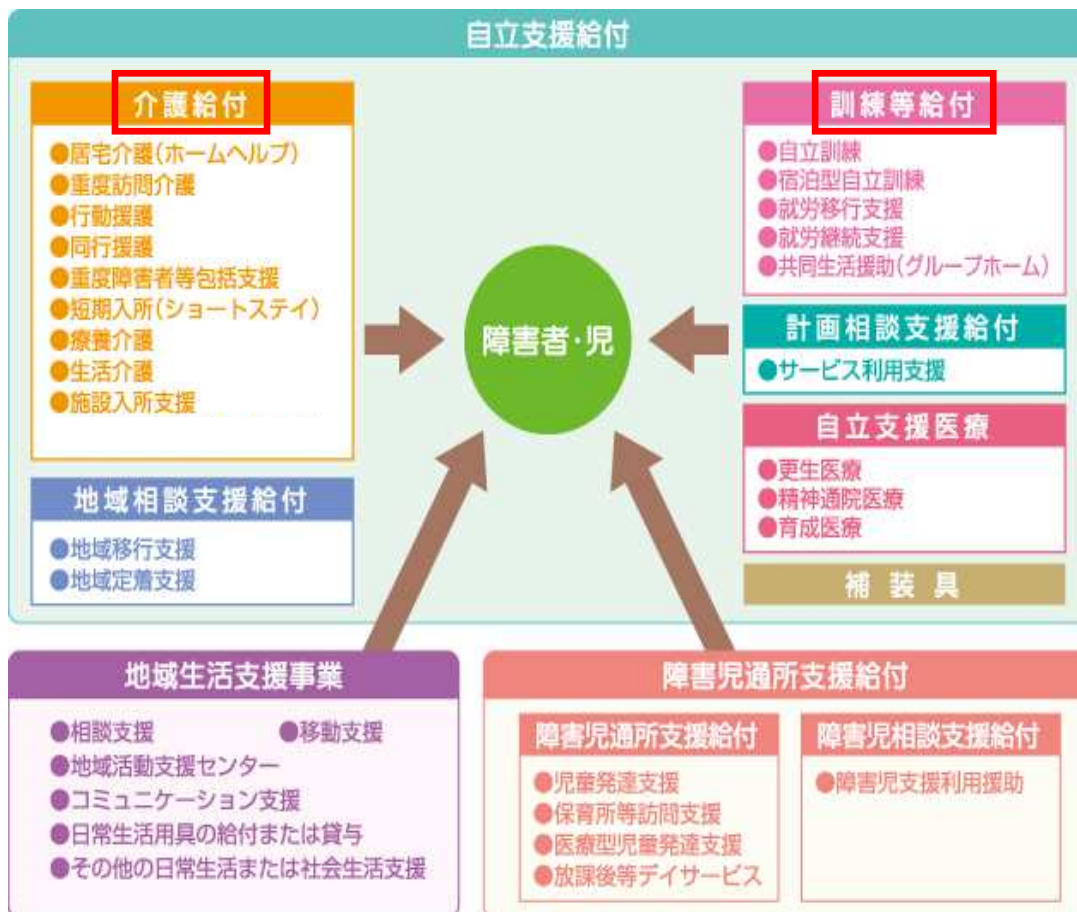 自立支援給付
介護給付
●居宅介護(ホームヘルプ)
●重度訪問介護
●行動援護
●同行援護
●重度障害者等包括支援
●短期入所(ショートステイ)
●療養介護
●生活介護
●施設入所支援
地域相談支援給付
●地域移行支援
●地域定着支援
障害者・児
訓練等給付
●自立訓練
●宿泊型自立訓練
●就労移行支援
●就労継続支援
●共同生活援助(グループホーム)
計画相談支援給付
●サービス利用支援
自立支援医療
●更生医療
●精神通院医療
●育成医療
補装具
地域生活支援事業
●相談支援 ●移動支援
●地域活動支援センター
●コミュニケーション支援
●日常生活用具の給付または貸与
●その他の日常生活または社会生活支援
障害児通所支援給付
障害児通所支援給付
●児童発達支援
●保育所等訪問支援
●医療型児童発達支援
●放課後等デイサービス
障害児相談支援給付
●障害児支援利用援助